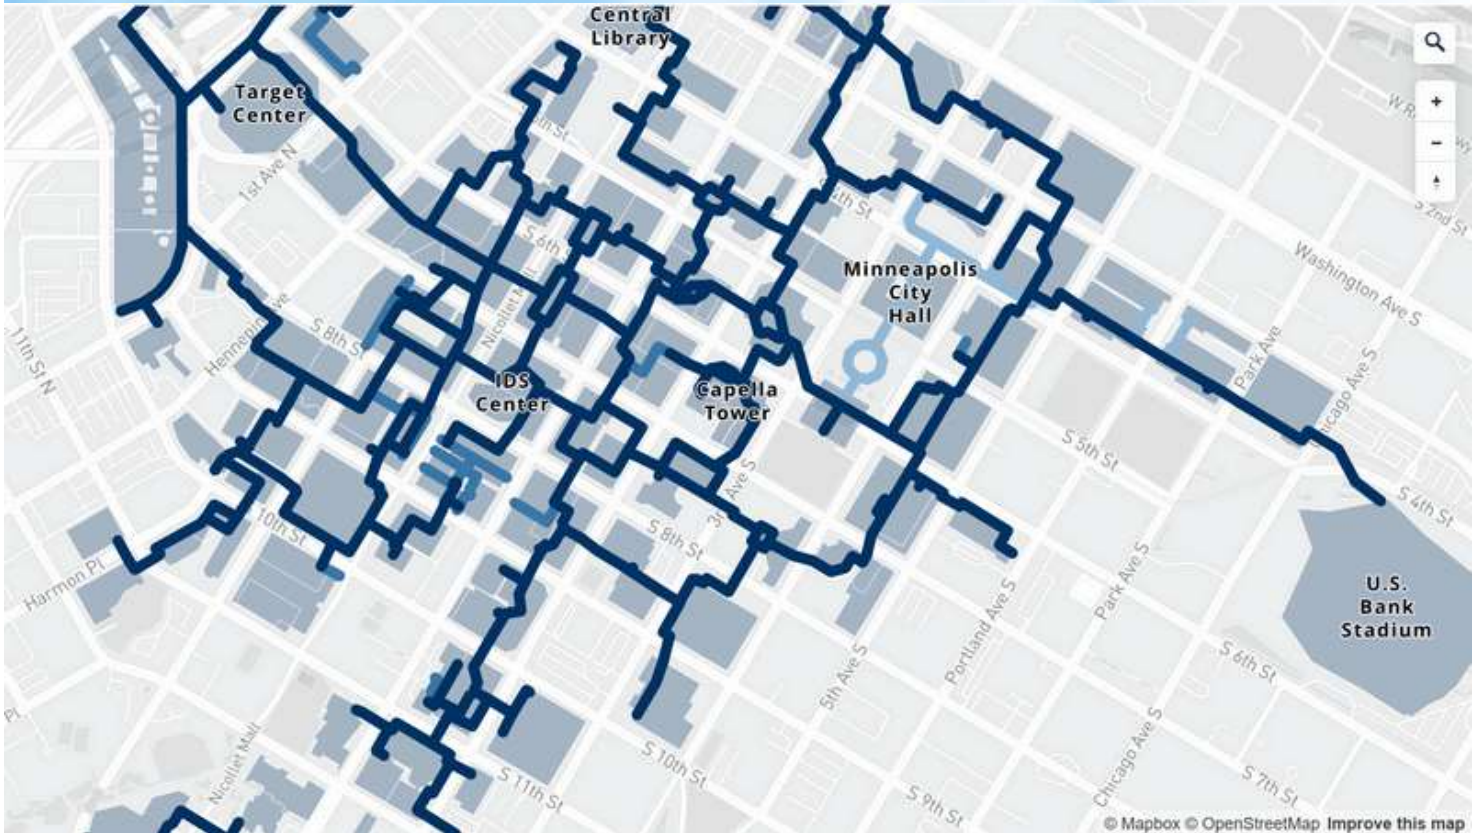 Central
Library
Target
Center
1st Ave N
4th St
S 6th St
Nicollet M
Minneapolis
City
Hall
W R
S 2nd St
Washington Ave S
11th St N
Hennepin Ave
S 8th St
IDS
Center
Capella
Tower
Park Ave
Chicago Ave S
S 5th St
S 4th St
3rd Ave S
10th St
S 8th St
Harmon Pl
Park Ave S
U.S.
Bank
Stadium
Portland Ave S
5th Ave S
S 6th St
Pl
Nicollet Mall
S 10th St
S 11th St
Chicago Ave S
S 7th St
S 9th St
© Mapbox © OpenStreetMap Improve this map